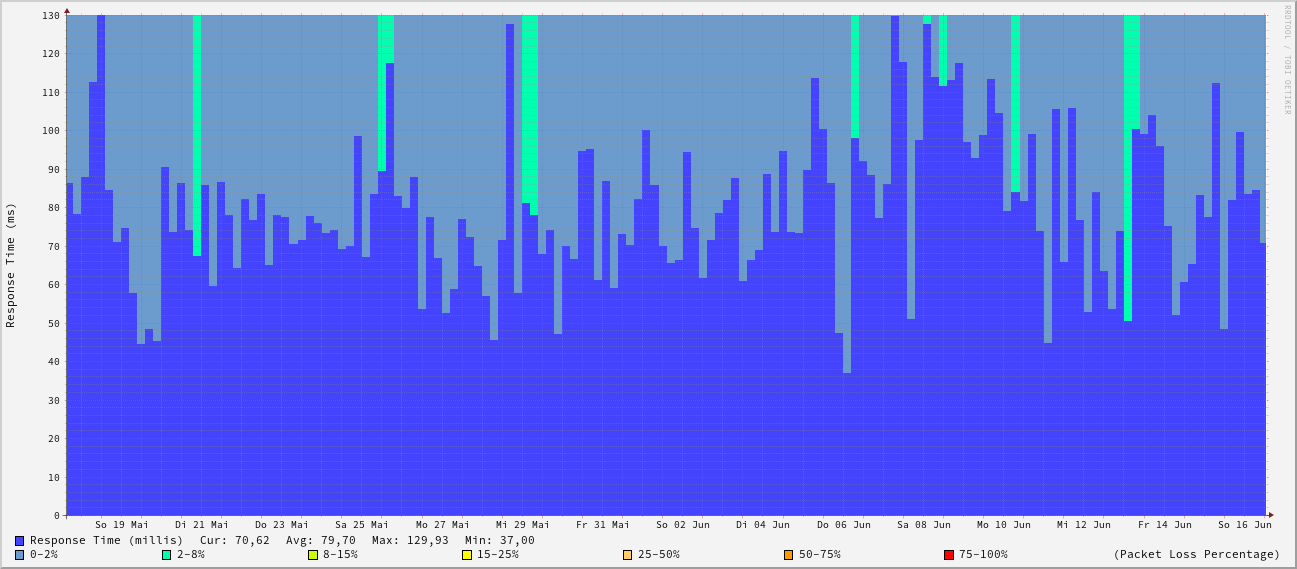 RRDTOOL / TOBI OETIKER
Response Time (ms)
130
120
110
100
90
80
70
60
50
40
30
20
10
0
So 19 Mai Di 21 Mai Do 23 Mai Sa 25 Mai Mo 27 Mai Mi 29 Mai Fr 31 Mai So 02 Jun Di 04 Jun Do 06 Jun Sa 08 Jun Mo 10 Jun Mi 12 Jun Fr 14 Jun So 16 Jun
Response Time (millis) Cur: 70,62 Avg: 79,70 Max: 129,93 Min: 37,00
0-2% 2-8% 8-15% 15-25% 25-50% 50-75% 75-100% (Packet Loss Percentage)